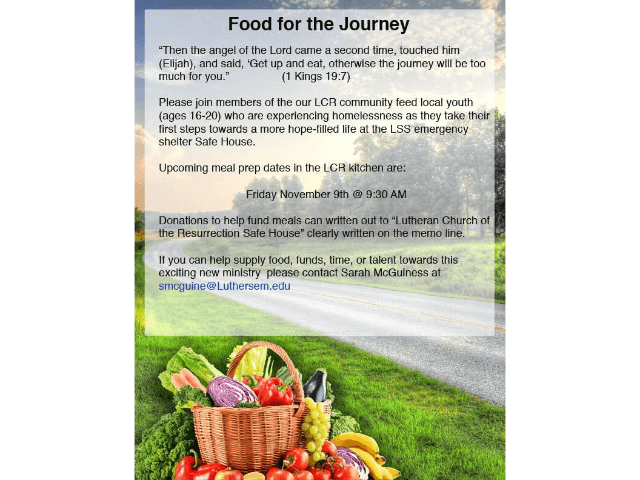 Food for the Journey
“Then the angel of the Lord came a second time, touched him
(Elijah), and said, ‘Get up and eat, otherwise the journey will be too
much for you.” (1 Kings 19:7)
Please join members of the our LCR community feed local youth
(ages 16-20) who are experiencing homelessness as they take their
first steps towards a more hope-filled life at the LSS emergency
shelter Safe House.
Upcoming meal prep dates in the LCR kitchen are:
Friday November 9th @ 9:30 AM
Donations to help fund meals can written out to “Lutheran Church of
the Resurrection Safe House” clearly written on the memo line.
If you can help supply food, funds, time, or talent towards this
exciting new ministry please contact Sarah McGuiness at
smcguine@Luthersem.edu